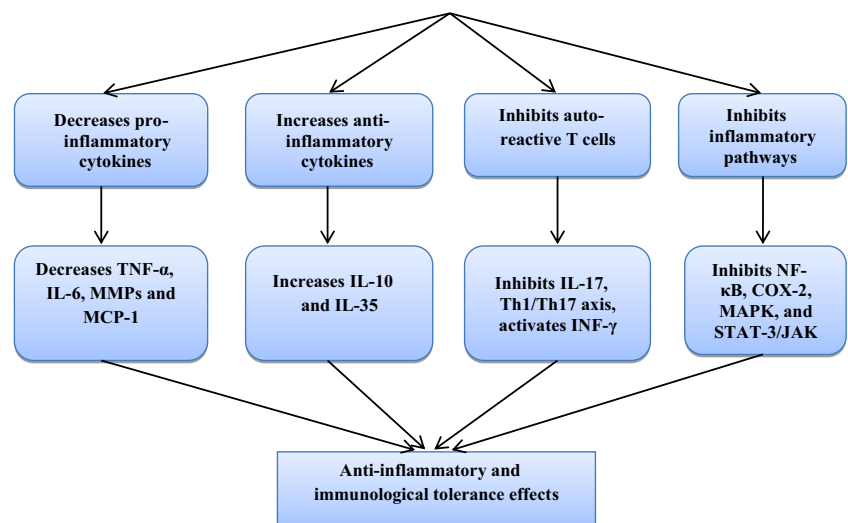 Decreases pro-
inflammatory
cytokines
Increases anti-
inflammatory
cytokines
Inhibits auto-
reactive T cells
Inhibits
inflammatory
pathways
Decreases TNF-α,
IL-6, MMPs and
MCP-1
Increases IL-10
and IL-35
Inhibits IL-17,
Th1/Th17 axis,
activates INF-γ
Inhibits NF-
κB, COX-2,
MAPK, and
STAT-3/JAK
Anti-inflammatory and
immunological tolerance effects